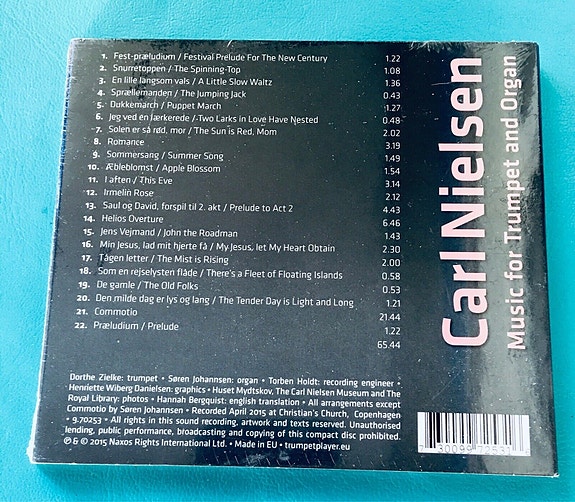 1. Fest-præludium / Festival Prelude For The New Century 1.22
2. Snurretoppen / The Spinning-Top 1.08
3. En lille langsom vals / A Little Slow Waltz 1.36
4. Sprællemanden / The Jumping Jack 0.43
5. Dukkemarch / Puppet March 1.27
6. Jeg ved en lærkerede / Two Larks in Love Have Nested 0.48
7. Solen er så rød, mor / The Sun is Red, Mom 2.02
8. Romance 3.19
9. Sommersang / Summer Song 1.49
10. Æbleblomst / Apple Blossom 1.54
11. I aften / This Eve 3.14
12. Irmelin Rose 2.12
13. Saul og David, forspil til 2. akt / Prelude to Act 2 4.43
14. Helios Overture 6.46
15. Jens Vejmand / John the Roadman 1.43
16. Min Jesus, lad mit hjerte få / My Jesus, let My Heart Obtain 2.30
17. Tågen letter / The Mist is Rising 2.00
18. Som en rejselysten flåde / There's a Fleet of Floating Islands 0.58
19. De gamle / The Old Folks 0.53
20. Den milde dag er lys og lang / The Tender Day is Light and Long 1.21
21. Commotio 21.44
22. Præludium / Prelude 1.22
65.44
Dorthe Zielke: trumpet • Søren Johannsen: organ • Torben Holdt: recording engineer •
Henriette Wiberg Danielsen: graphics • Huset Mydtskov, The Carl Nielsen Museum and The
Royal Library: photos • Hannah Bergquist: english translation • All arrangements except
Commotio by Søren Johannsen • Recorded April 2015 at Christian's Church, Copenhagen
• 9.70253 • All rights in this sound recording, artwork and texts reserved. Unauthorised
lending, public performance, broadcasting and copying of this compact disc prohibited.
℗ & © 2015 Naxos Rights International Ltd. • Made in EU • trumpetplayer.eu
Carl Nielsen
Music for Trumpet and Organ